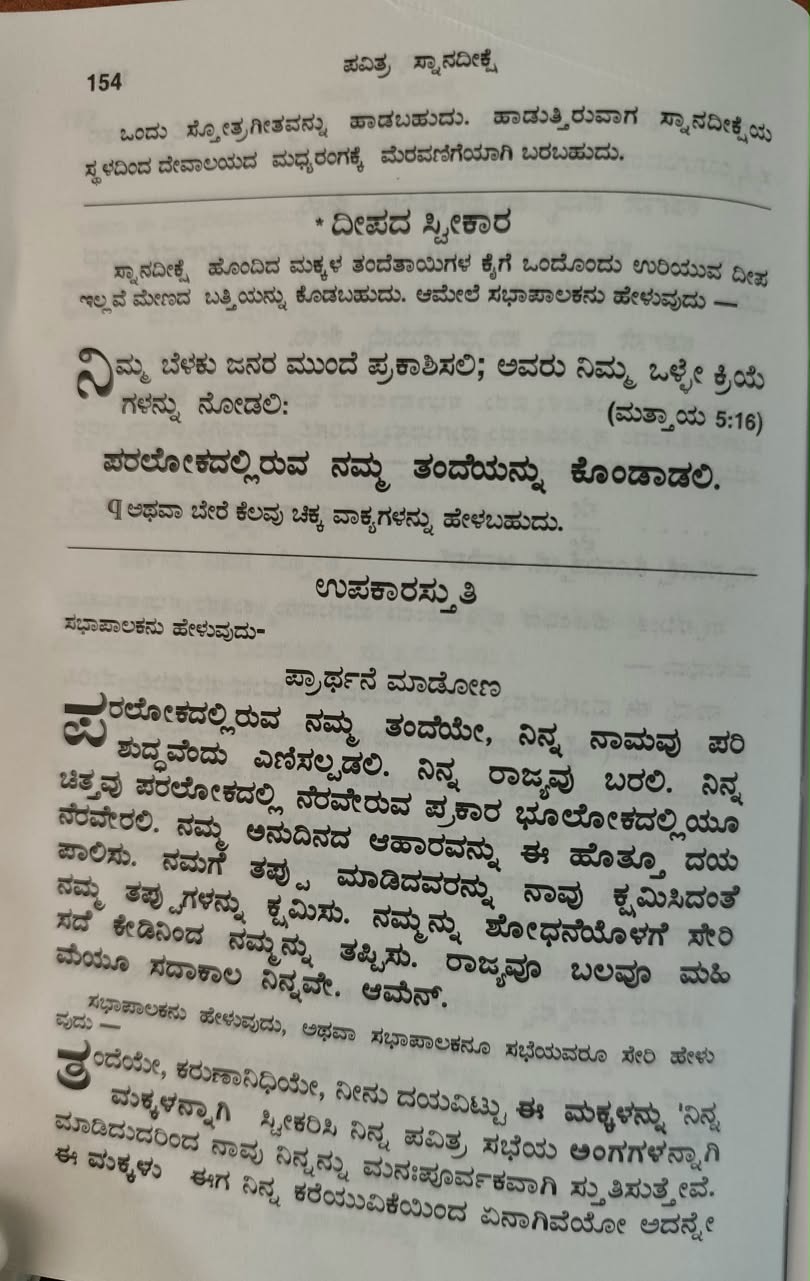 154
ಪವಿತ್ರ ಸ್ನಾನದೀಕ್ಷೆ
ಒಂದು ಸ್ತೋತ್ರಗೀತವನ್ನು ಹಾಡಬಹುದು. ಹಾಡುತ್ತಿರುವಾಗ ಸ್ನಾನದೀಕ್ಷೆಯ
ಸ್ಥಳದಿಂದ ದೇವಾಲಯದ ಮಧ್ಯರಂಗಕ್ಕೆ ಮೆರವಣಿಗೆಯಾಗಿ ಬರಬಹುದು.
* ದೀಪದ ಸ್ವೀಕಾರ
ಸ್ನಾನದೀಕ್ಷೆ ಹೊಂದಿದ ಮಕ್ಕಳ ತಂದೆತಾಯಿಗಳ ಕೈಗೆ ಒಂದೊಂದು ಉರಿಯುವ ದೀಪ
ಇಲ್ಲವೆ ಮೇಣದ ಬತ್ತಿಯನ್ನು ಕೊಡಬಹುದು. ಆಮೇಲೆ ಸಭಾಪಾಲಕನು ಹೇಳುವುದು —
ನಿಮ್ಮ ಬೆಳಕು ಜನರ ಮುಂದೆ ಪ್ರಕಾಶಿಸಲಿ; ಅವರು ನಿಮ್ಮ ಒಳ್ಳೇ ಕ್ರಿಯೆ
ಗಳನ್ನು ನೋಡಲಿ: (ಮತ್ತಾಯ 5:16)
ಪರಲೋಕದಲ್ಲಿರುವ ನಮ್ಮ ತಂದೆಯನ್ನು ಕೊಂಡಾಡಲಿ.
¶ ಅಥವಾ ಬೇರೆ ಕೆಲವು ಚಿಕ್ಕ ವಾಕ್ಯಗಳನ್ನು ಹೇಳಬಹುದು.
ಉಪಕಾರಸ್ತುತಿ
ಸಭಾಪಾಲಕನು ಹೇಳುವುದು-
ಪ್ರಾರ್ಥನೆ ಮಾಡೋಣ
ಪರಲೋಕದಲ್ಲಿರುವ ನಮ್ಮ ತಂದೆಯೇ, ನಿನ್ನ ನಾಮವು ಪರಿ
ಶುದ್ಧವೆಂದು ಎಣಿಸಲ್ಪಡಲಿ. ನಿನ್ನ ರಾಜ್ಯವು ಬರಲಿ. ನಿನ್ನ
ಚಿತ್ತವು ಪರಲೋಕದಲ್ಲಿ ನೆರವೇರುವ ಪ್ರಕಾರ ಭೂಲೋಕದಲ್ಲಿಯೂ
ನೆರವೇರಲಿ. ನಮ್ಮ ಅನುದಿನದ ಆಹಾರವನ್ನು ಈ ಹೊತ್ತೂ ದಯ
ಪಾಲಿಸು. ನಮಗೆ ತಪ್ಪು ಮಾಡಿದವರನ್ನು ನಾವು ಕ್ಷಮಿಸಿದಂತೆ
ನಮ್ಮ ತಪ್ಪುಗಳನ್ನು ಕ್ಷಮಿಸು. ನಮ್ಮನ್ನು ಶೋಧನೆಯೊಳಗೆ ಸೇರಿ
ಸದೆ ಕೇಡಿನಿಂದ ನಮ್ಮನ್ನು ತಪ್ಪಿಸು. ರಾಜ್ಯವೂ ಬಲವೂ ಮಹಿ
ಮೆಯೂ ಸದಾಕಾಲ ನಿನ್ನವೇ. ಆಮೆನ್.
ಸಭಾಪಾಲಕನು ಹೇಳುವುದು, ಅಥವಾ ಸಭಾಪಾಲಕನೂ ಸಭೆಯವರೂ ಸೇರಿ ಹೇಳು
ವುದು —
ತಂದೆಯೇ, ಕರುಣಾನಿಧಿಯೇ, ನೀನು ದಯವಿಟ್ಟು ಈ ಮಕ್ಕಳನ್ನು 'ನಿನ್ನ
ಮಕ್ಕಳನ್ನಾಗಿ ಸ್ವೀಕರಿಸಿ ನಿನ್ನ ಪವಿತ್ರ ಸಭೆಯ ಅಂಗಗಳನ್ನಾಗಿ
ಮಾಡಿದುದರಿಂದ ನಾವು ನಿನ್ನನ್ನು ಮನಃಪೂರ್ವಕವಾಗಿ ಸ್ತುತಿಸುತ್ತೇವೆ.
ಈ ಮಕ್ಕಳು ಈಗ ನಿನ್ನ ಕರೆಯುವಿಕೆಯಿಂದ ಏನಾಗಿವೆಯೋ ಅದನ್ನೇ